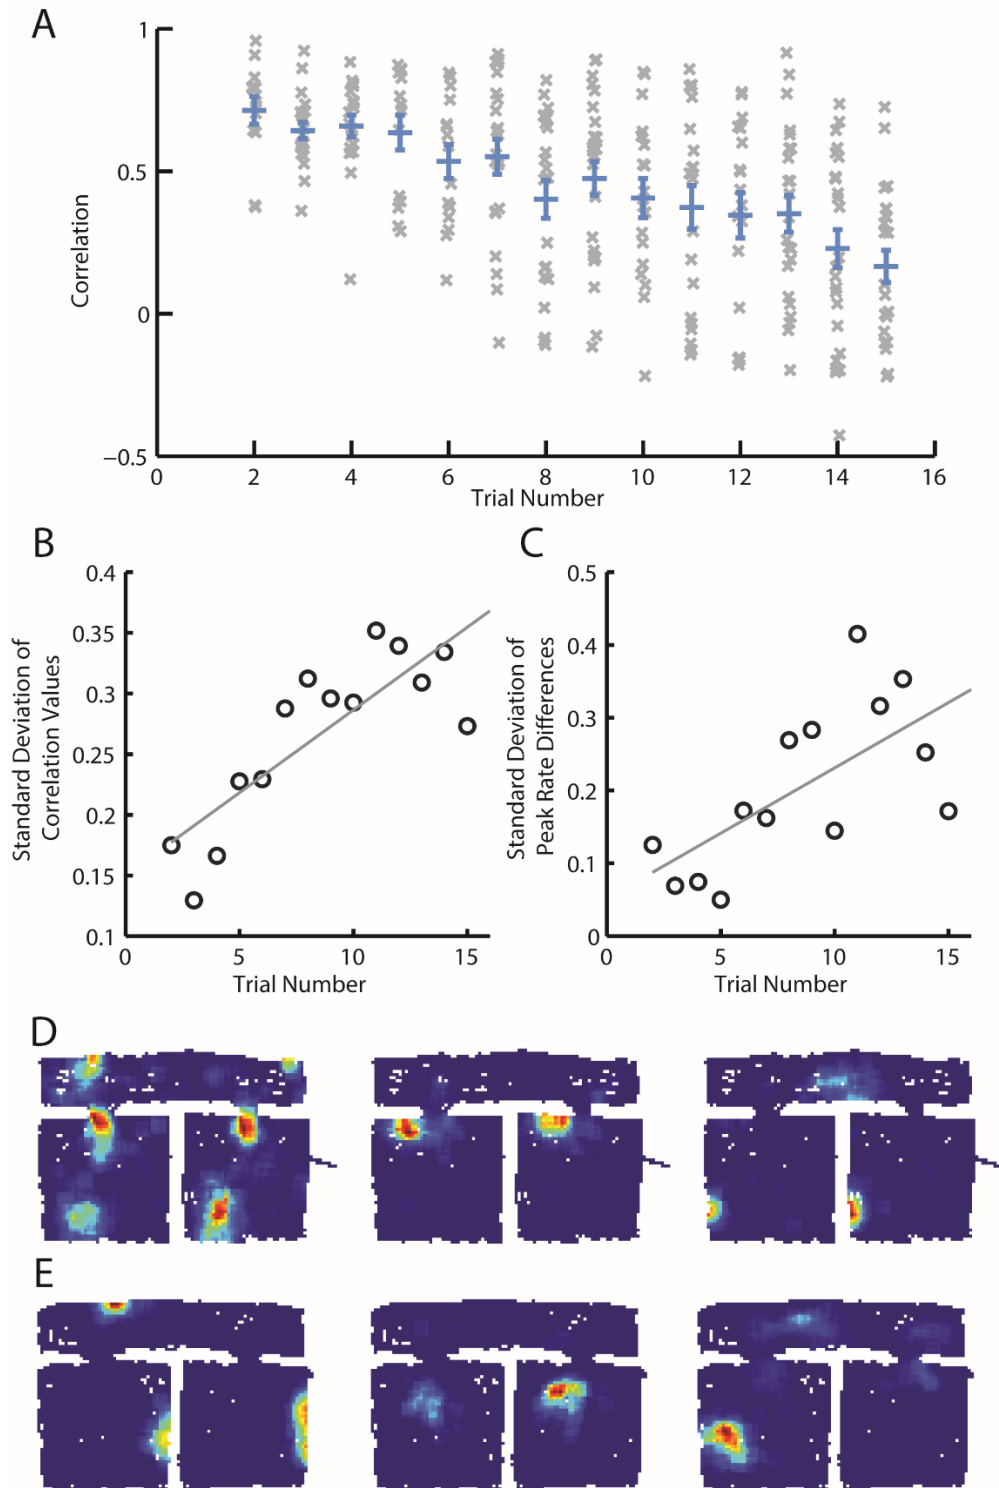 A
1
0.5
0
−0.5
Correlation
0 2 4 6 8 10 12 14 16
Trial Number
B
0.4
0.35
0.3
0.25
0.2
0.15
0.1
Standard Deviation of
Correlation Values
0 5 10 15
Trial Number
C
0.5
0.4
0.3
0.2
0.1
0
Standard Deviation of
Peak Rate Differences
0 5 10 15
Trial Number
D
E